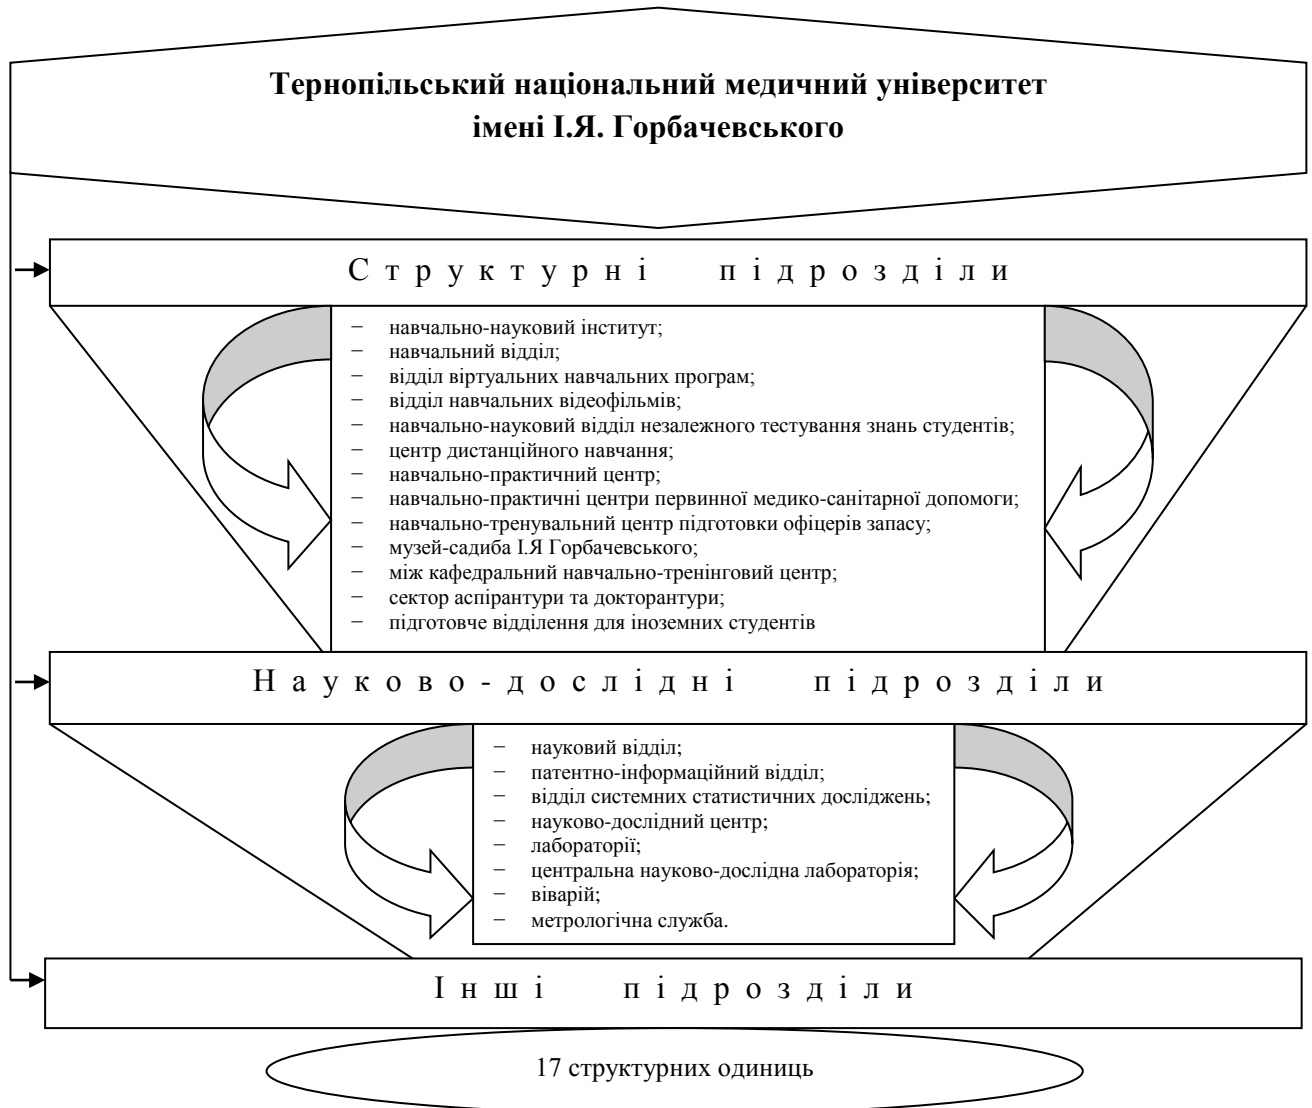 Тернопільський національний медичний університет
імені І.Я. Горбачевського
Структурні підрозділи
− навчально-науковий інститут;
− навчальний відділ;
− відділ віртуальних навчальних програм;
− відділ навчальних відеофільмів;
− навчально-науковий відділ незалежного тестування знань студентів;
− центр дистанційного навчання;
− навчально-практичний центр;
− навчально-практичні центри первинної медико-санітарної допомоги;
− навчально-тренувальний центр підготовки офіцерів запасу;
− музей-садиба І.Я Горбачевського;
− між кафедральний навчально-тренінговий центр;
− сектор аспірантури та докторантури;
− підготовче відділення для іноземних студентів
Науково-дослідні підрозділи
− науковий відділ;
− патентно-інформаційний відділ;
− відділ системних статистичних досліджень;
− науково-дослідний центр;
− лабораторії;
− центральна науково-дослідна лабораторія;
− віварій;
− метрологічна служба.
Інші підрозділи
17 структурних одиниць